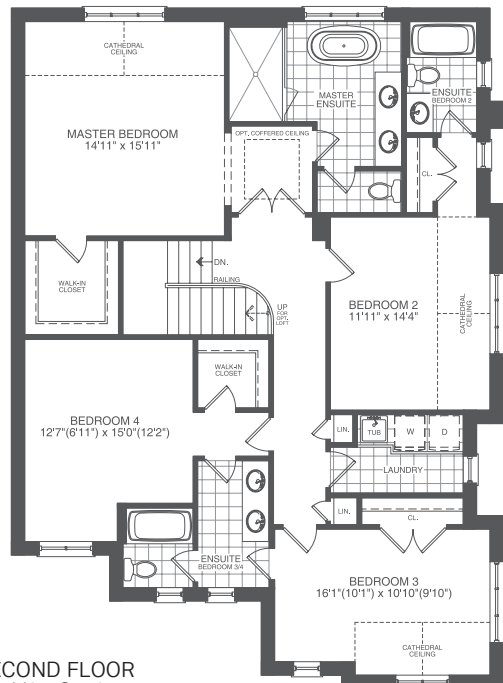 CATHEDRAL
CEILING
MASTER BEDROOM
14'11" x 15'11"
MASTER
ENSUITE
ENSUITE
BEDROOM 2
OPT. COFFERED CEILING
CL.
WALK-IN
CLOSET
DN.
RAILING
UP
FOR
OPT.
LOFT
BEDROOM 2
11'11" x 14'4"
CATHEDRAL
CEILING
WALK-IN
CLOSET
BEDROOM 4
12'7"(6'11") x 15'0"(12'2")
LIN.
TUB
W
D
LAUNDRY
LIN.
CL.
ENSUITE
BEDROOM 3/4
BEDROOM 3
16'1"(10'1") x 10'10"(9'10")
CATHEDRAL
CEILING
ECOND FLOOR